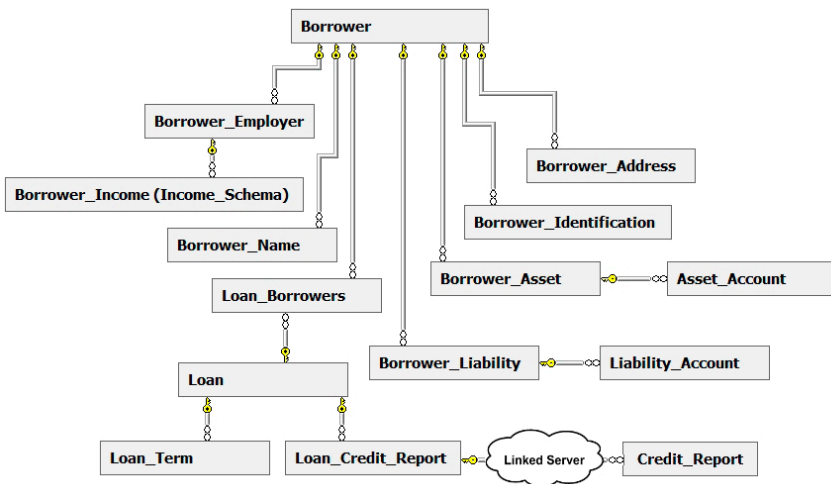 Borrower
Borrower_Employer
Borrower_Address
Borrower_Income (Income_Schema)
Borrower_Identification
Borrower_Name
Borrower_Asset
Asset_Account
Loan_Borrowers
Borrower_Liability
Liability_Account
Loan
Loan_Term
Loan_Credit_Report
Linked Server
Credit_Report